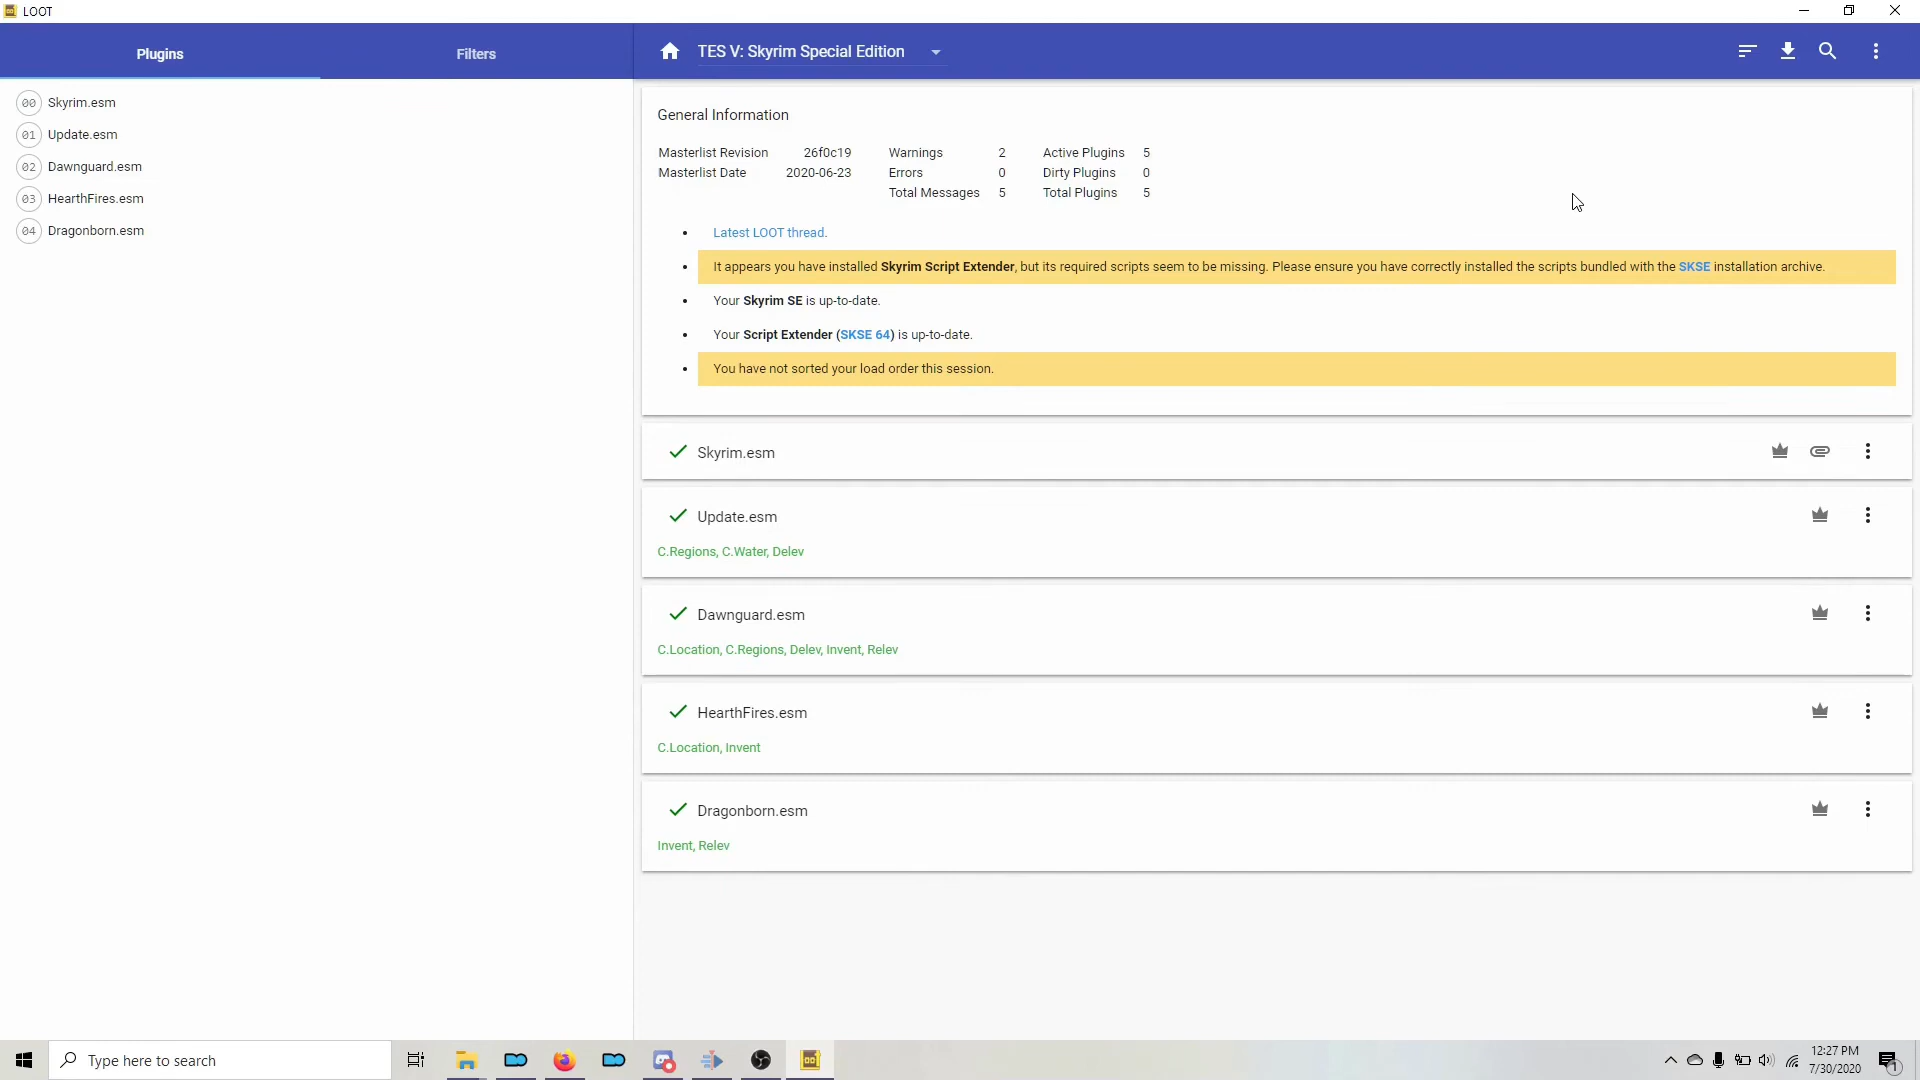 LOOT
Plugins
Filters
TES V: Skyrim Special Edition
00 Skyrim.esm
01 Update.esm
02 Dawnguard.esm
03 HearthFires.esm
04 Dragonborn.esm
General Information
Masterlist Revision 26f0c19 Warnings 2 Active Plugins 5
Masterlist Date 2020-06-23 Errors 0 Dirty Plugins 0
Total Messages 5 Total Plugins 5
Latest LOOT thread.
It appears you have installed Skyrim Script Extender, but its required scripts seem to be missing. Please ensure you have correctly installed the scripts bundled with the SKSE installation archive.
Your Skyrim SE is up-to-date.
Your Script Extender (SKSE 64) is up-to-date.
You have not sorted your load order this session.
Skyrim.esm
Update.esm
C.Regions, C.Water, Delev
Dawnguard.esm
C.Location, C.Regions, Delev, Invent, Relev
HearthFires.esm
C.Location, Invent
Dragonborn.esm
Invent, Relev
Type here to search
12:27 PM
7/30/2020
1